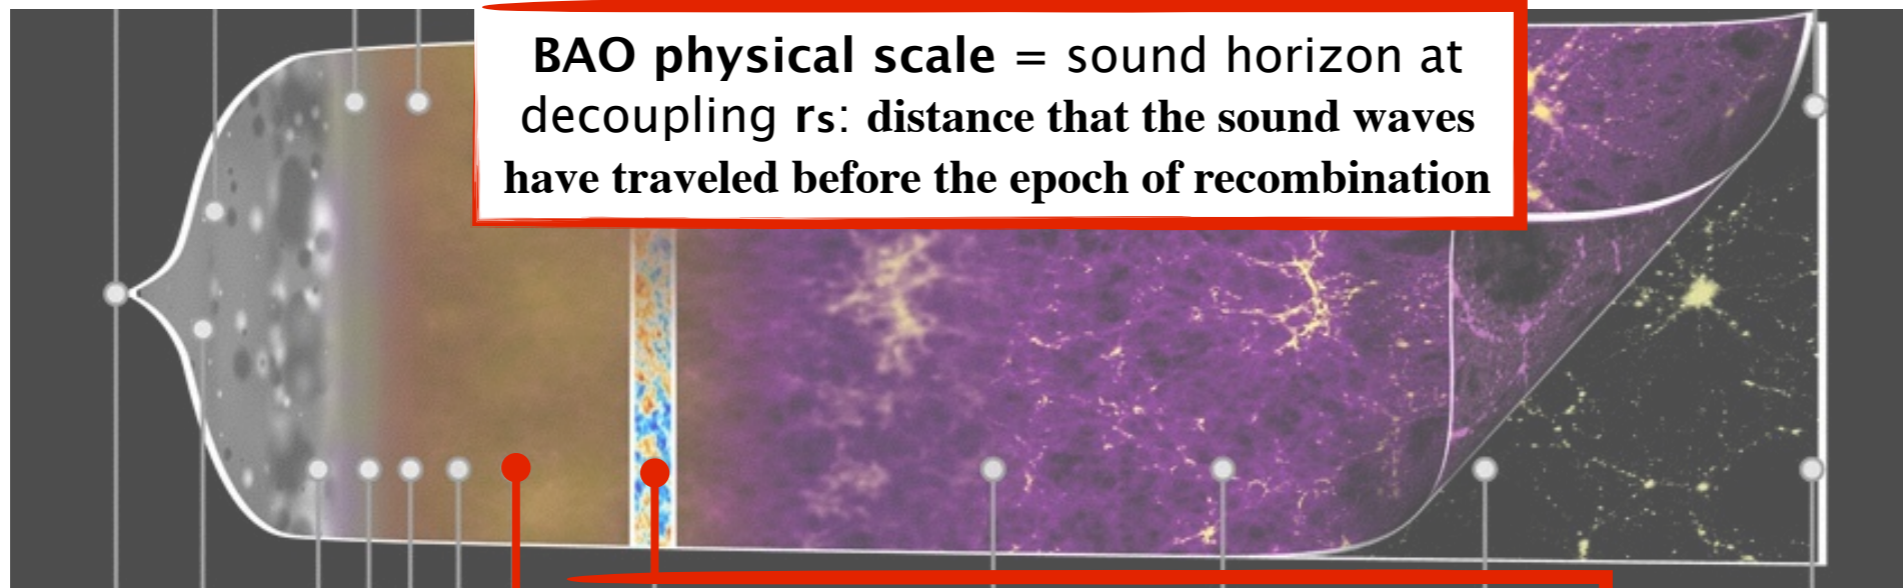 BAO physical scale = sound horizon at
decoupling rs: distance that the sound waves
have traveled before the epoch of recombination